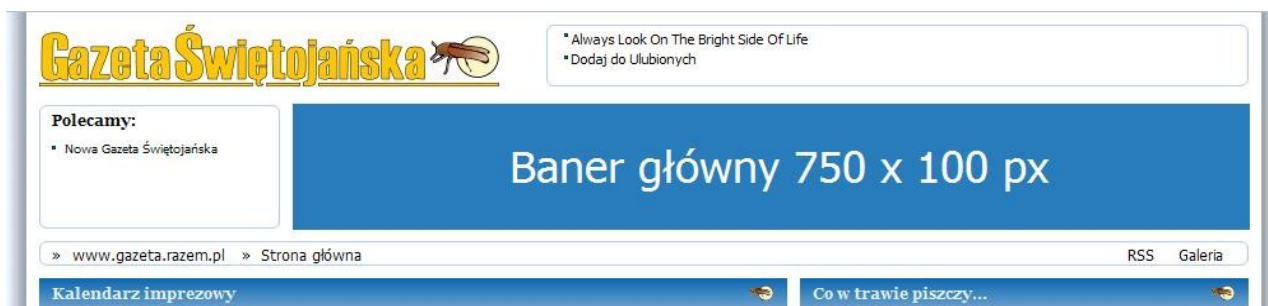 Gazeta Świętojańska
Always Look On The Bright Side Of Life
Dodaj do Ulubionych
Polecamy:
Nowa Gazeta Świętojańska
Baner główny 750 x 100 px
» www.gazeta.razem.pl » Strona główna RSS Galeria
Kalendarz imprezowy
Co w trawie piszczy...